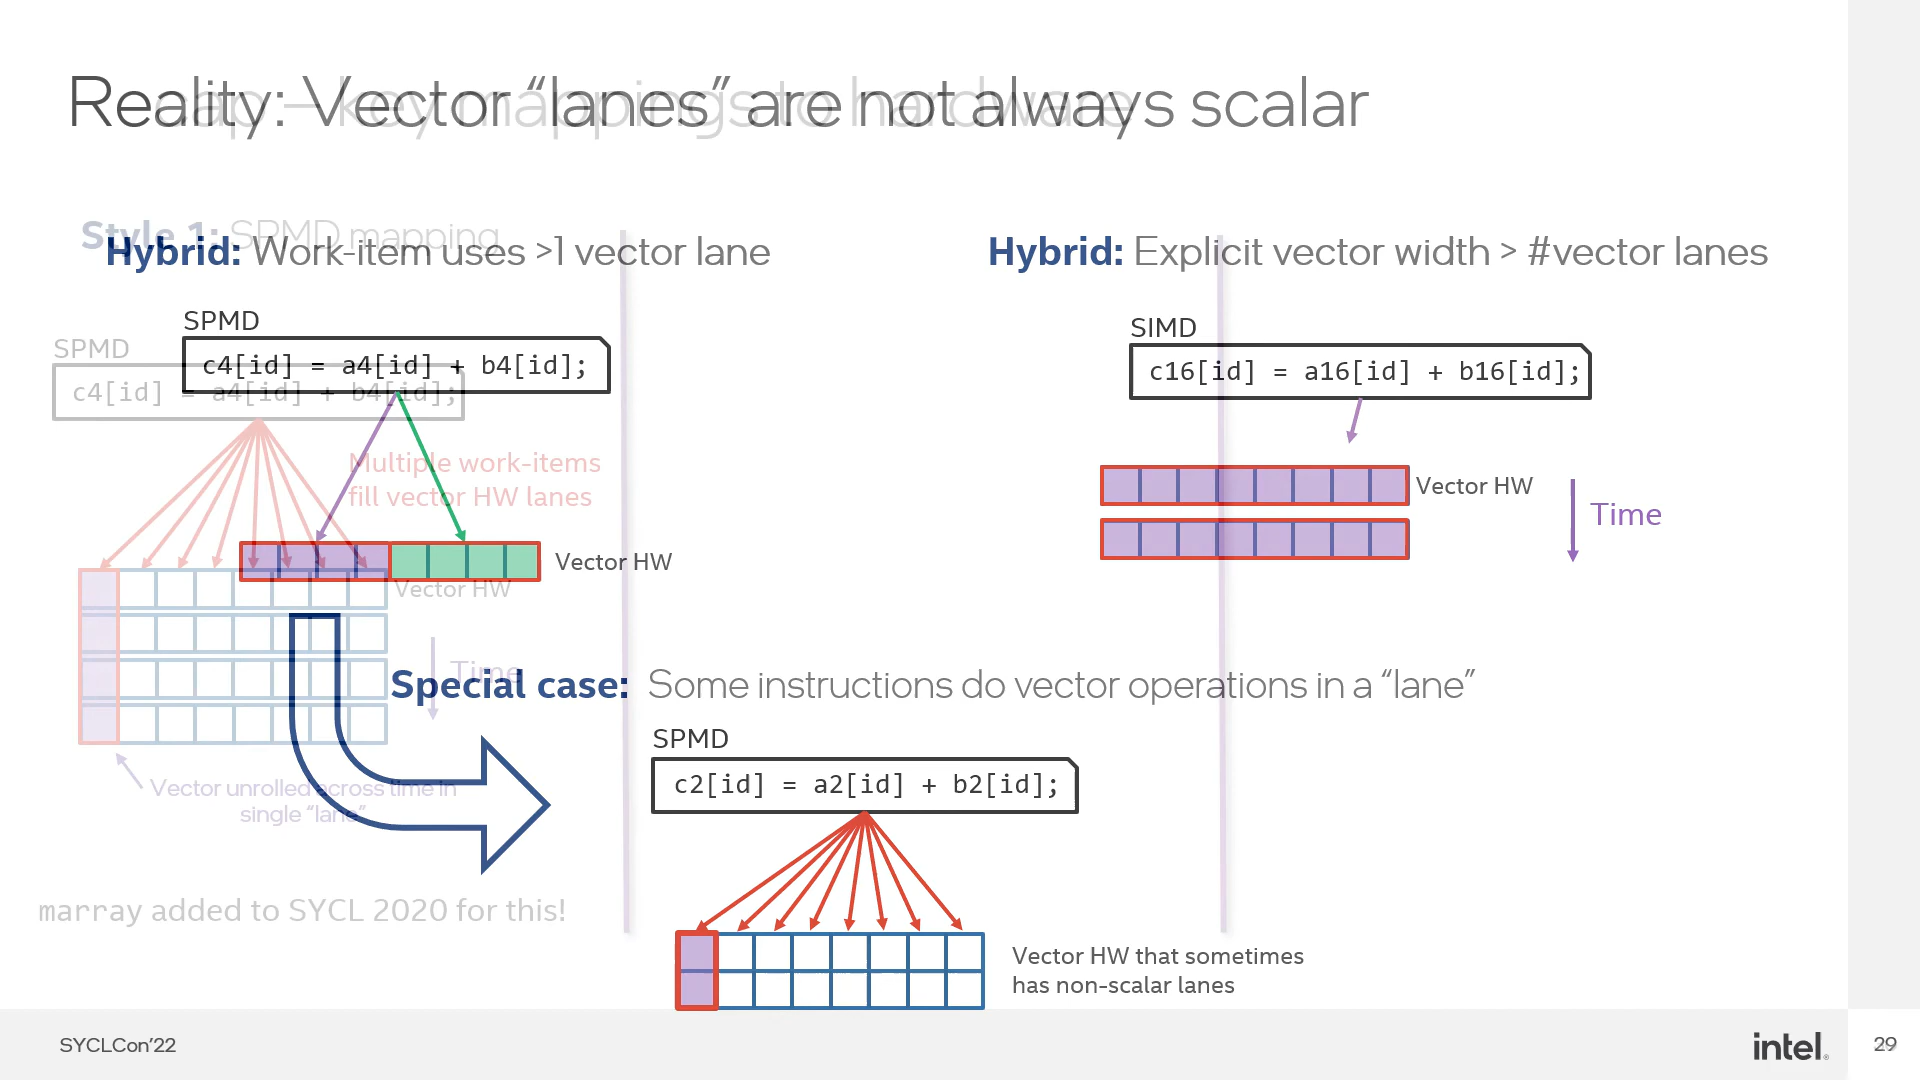 Reality: Vector “lanes” are not always scalar
cap – key mappings to hardware
Style 1: SPMD mapping
Hybrid: Work-item uses >1 vector lane
Hybrid: Explicit vector width > #vector lanes
SPMD
c4[id] = a4[id] + b4[id];
SPMD
c4[id] = a4[id] + b4[id];
SIMD
c16[id] = a16[id] + b16[id];
Multiple work-items
fill vector HW lanes
Vector HW
Time
Vector HW
Vector HW
Time
Special case: Some instructions do vector operations in a “lane”
SPMD
c2[id] = a2[id] + b2[id];
Vector unrolled across time in
single “lane”
marray added to SYCL 2020 for this!
Vector HW that sometimes
has non-scalar lanes
SYCLCon’22
intel.
29